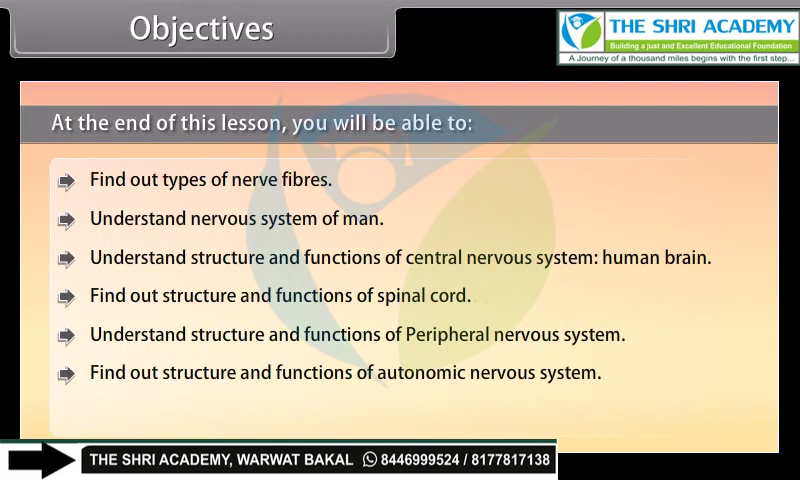 Objectives
THE SHRI ACADEMY
Building a just and Excellent Educational Foundation
A Journey of a thousand miles begins with the first step...
At the end of this lesson, you will be able to:
Find out types of nerve fibres.
Understand nervous system of man.
Understand structure and functions of central nervous system: human brain.
Find out structure and functions of spinal cord.
Understand structure and functions of Peripheral nervous system.
Find out structure and functions of autonomic nervous system.
THE SHRI ACADEMY, WARWAT BAKAL 8446999524 / 8177817138